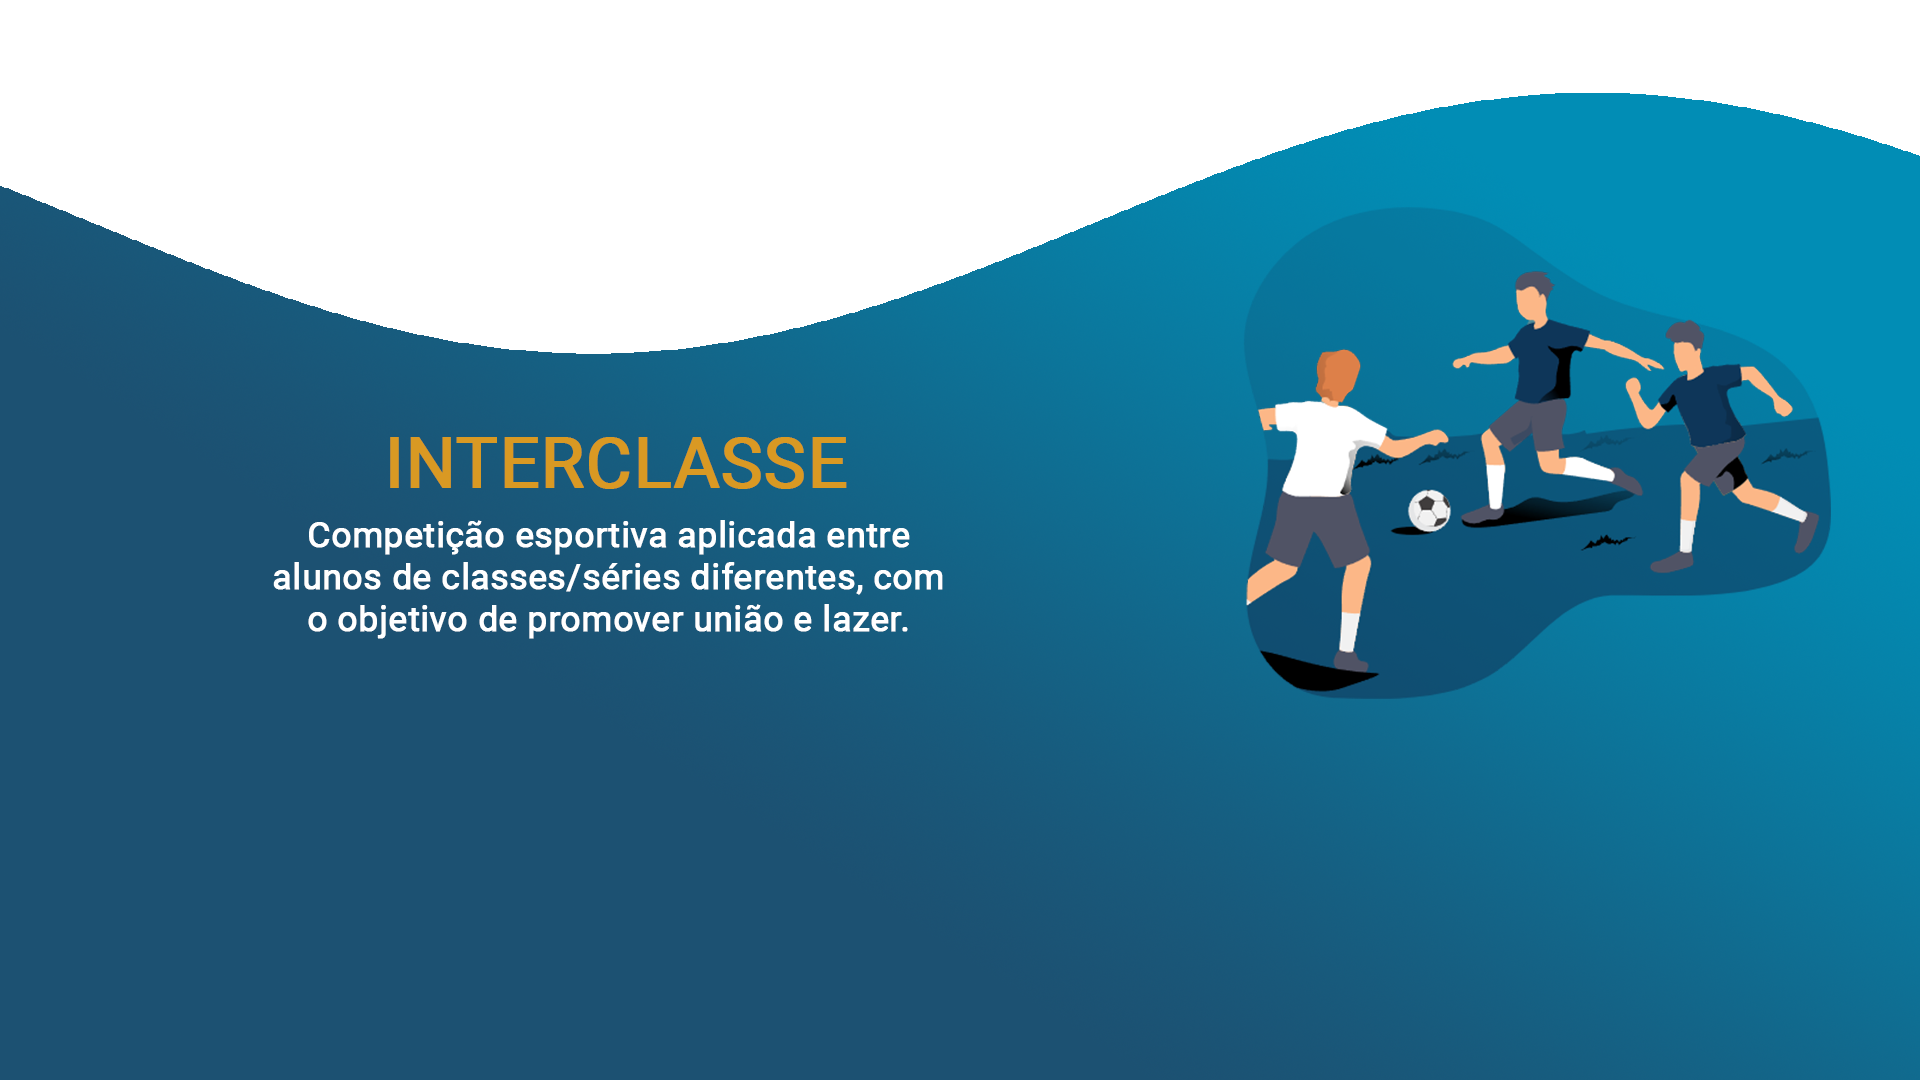 INTERCLASSE
Competição esportiva aplicada entre
alunos de classes/séries diferentes, com
o objetivo de promover união e lazer.